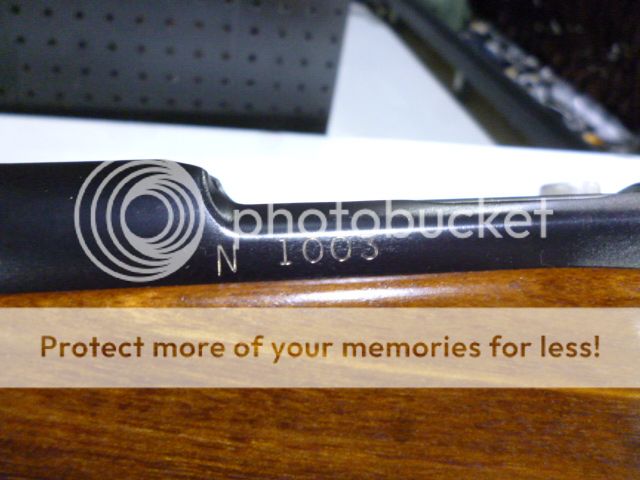 photobucket
N 1003
Protect more of your memories for less!